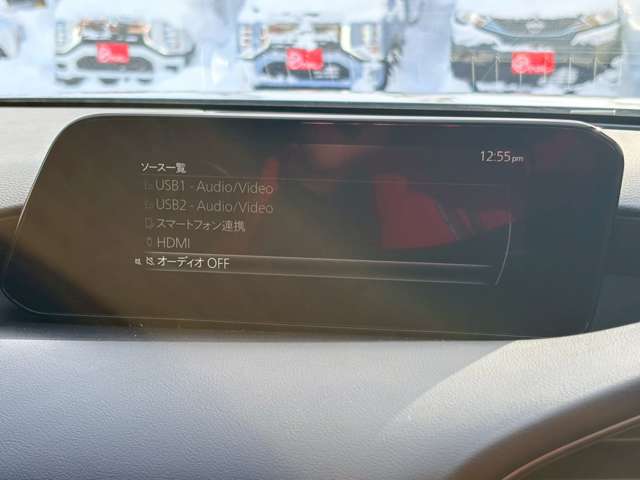 12:55pm
ソース一覧
USB1 - Audio/Video
USB2 - Audio/Video
スマートフォン連携
HDMI
オーディオ OFF